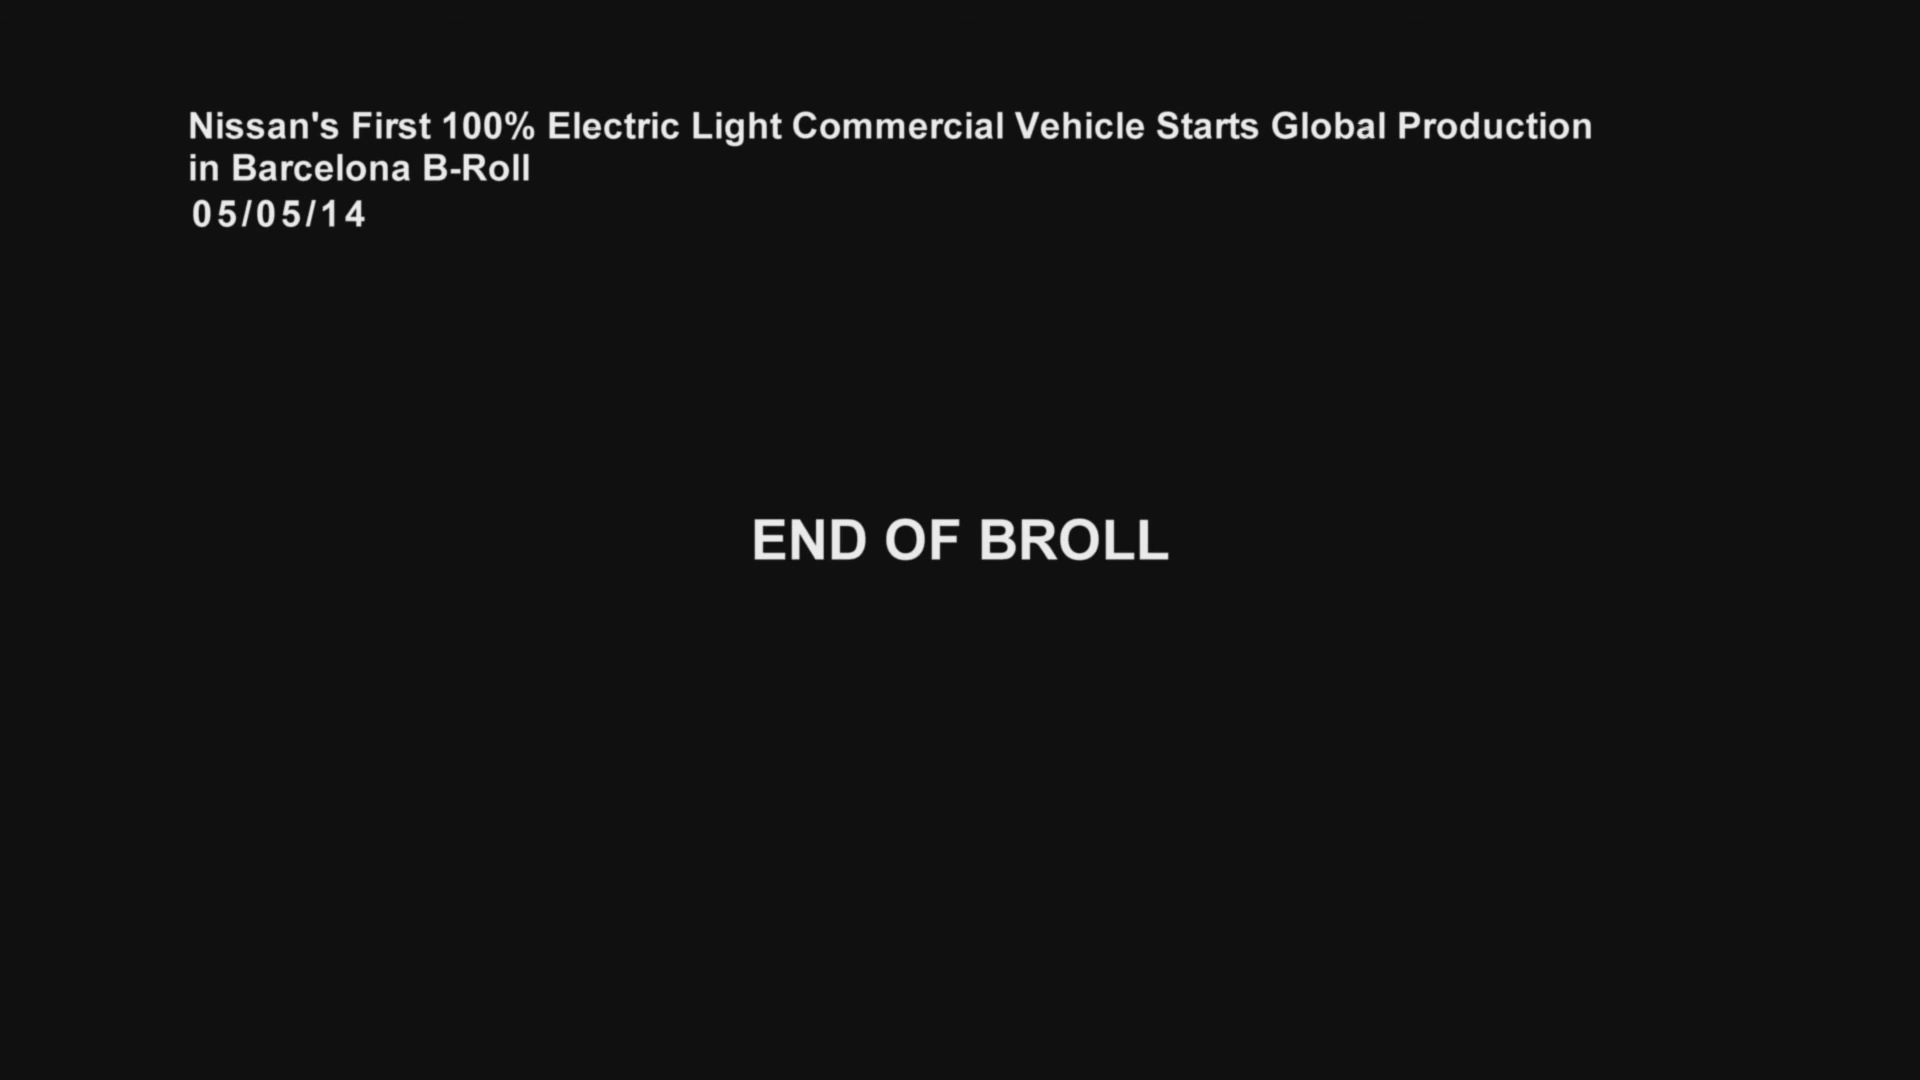 Nissan's First 100% Electric Light Commercial Vehicle Starts Global Production
in Barcelona B-Roll
05/05/14
END OF BROLL